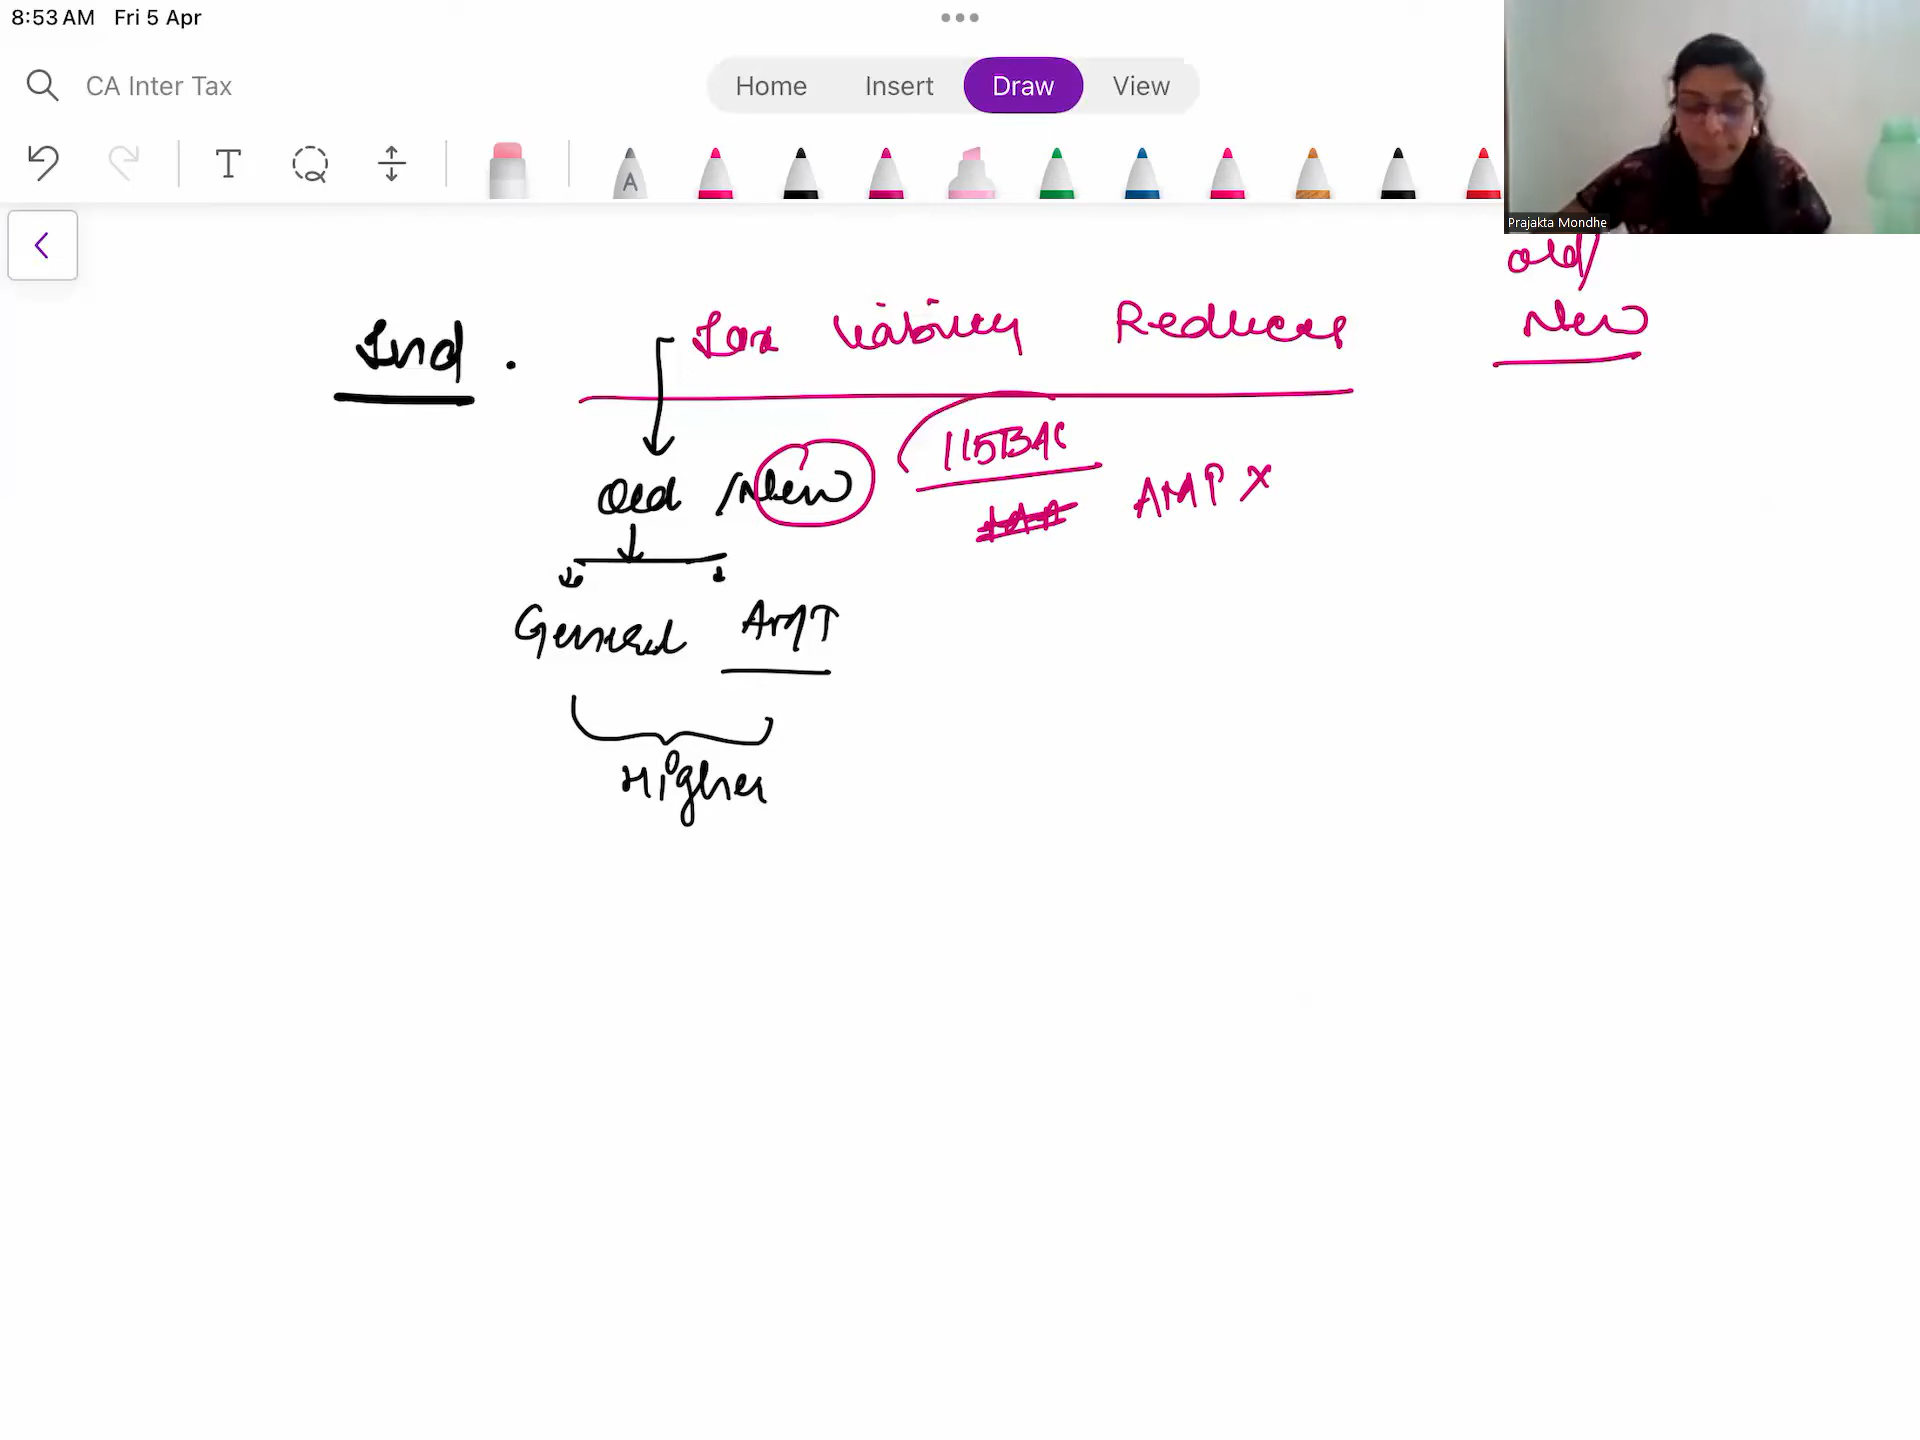 8:53 AM Fri 5 Apr
CA Inter Tax
Home Insert Draw View
T
A
Prajakta Mondhe
old/
New
Ind.
Tax liability Reduces
115BAC
Old / New
AMT X
General AMT
Higher